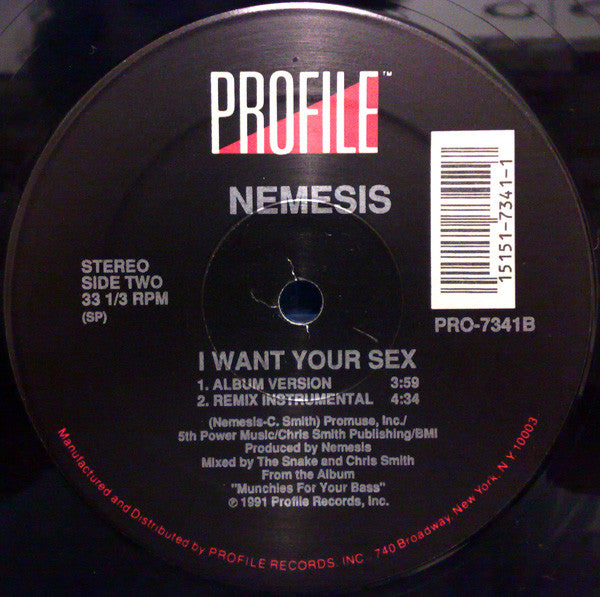 PROFILE™
NEMESIS
STEREO
SIDE TWO
33 1/3 RPM
(SP)
15151-7341-1
PRO-7341B
I WANT YOUR SEX
1. ALBUM VERSION 3:59
2. REMIX INSTRUMENTAL 4:34
(Nemesis-C. Smith) Promuse, Inc./
5th Power Music/Chris Smith Publishing/BMI
Produced by Nemesis
Mixed by The Snake and Chris Smith
From the Album
"Munchies For Your Bass"
℗ 1991 Profile Records, Inc.
Manufactured and Distributed by PROFILE RECORDS, INC. · 740 Broadway, New York, N.Y. 10003